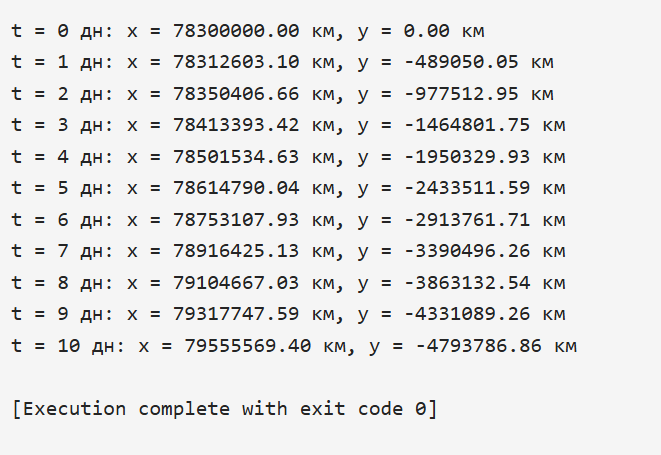 t = 0 дн: x = 78300000.00 км, y = 0.00 км
t = 1 дн: x = 78312603.10 км, y = -489050.05 км
t = 2 дн: x = 78350406.66 км, y = -977512.95 км
t = 3 дн: x = 78413393.42 км, y = -1464801.75 км
t = 4 дн: x = 78501534.63 км, y = -1950329.93 км
t = 5 дн: x = 78614790.04 км, y = -2433511.59 км
t = 6 дн: x = 78753107.93 км, y = -2913761.71 км
t = 7 дн: x = 78916425.13 км, y = -3390496.26 км
t = 8 дн: x = 79104667.03 км, y = -3863132.54 км
t = 9 дн: x = 79317747.59 км, y = -4331089.26 км
t = 10 дн: x = 79555569.40 км, y = -4793786.86 км
[Execution complete with exit code 0]